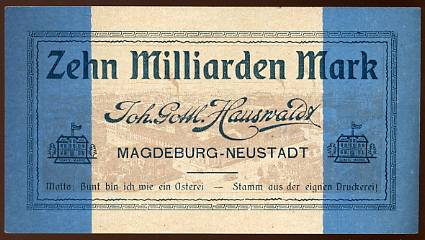 Zehn Milliarden Mark
Joh. Gottl. Hauswaldt
MAGDEBURG-NEUSTADT
Motto: Bunt bin ich wie ein Osterei — Stamm aus der eignen Druckerei!